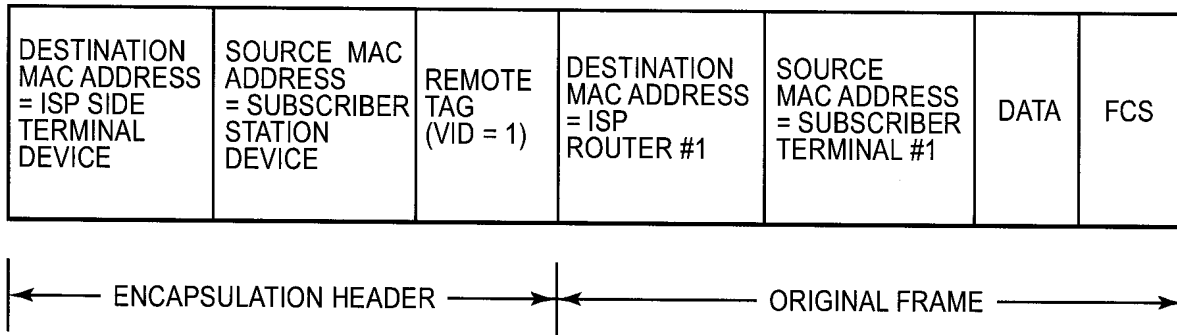 DESTINATION
MAC ADDRESS
= ISP SIDE
TERMINAL
DEVICE
SOURCE MAC
ADDRESS
= SUBSCRIBER
STATION
DEVICE
REMOTE
TAG
(VID = 1)
DESTINATION
MAC ADDRESS
= ISP
ROUTER #1
SOURCE
MAC ADDRESS
= SUBSCRIBER
TERMINAL #1
DATA
FCS
ENCAPSULATION HEADER
ORIGINAL FRAME